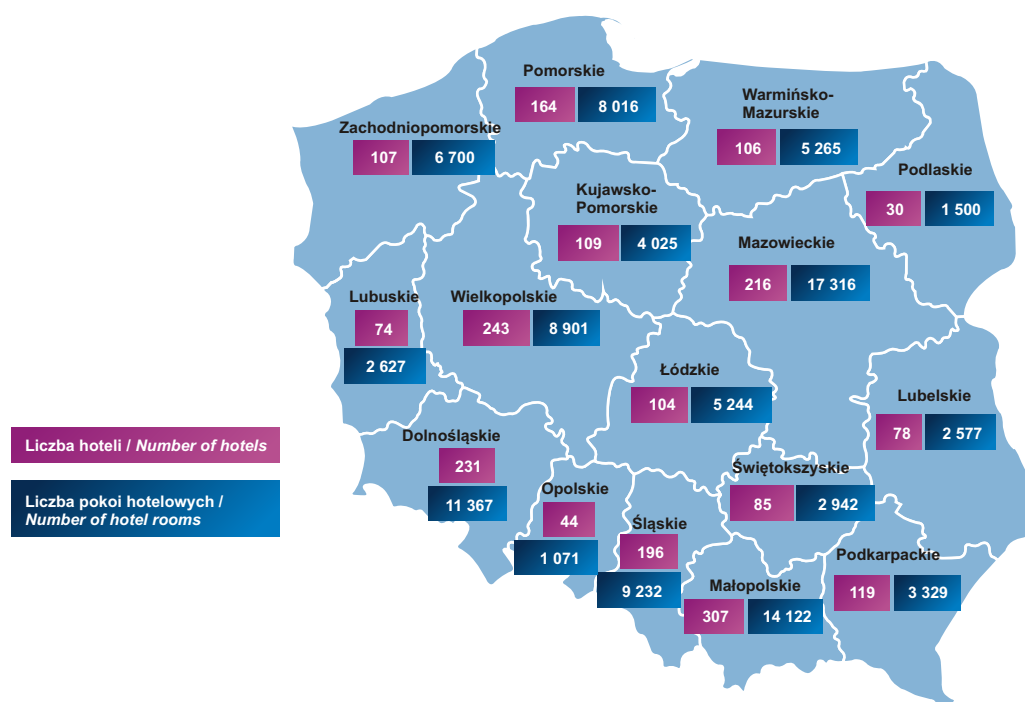 Pomorskie
164 8 016
Warmińsko-
Mazurskie
106 5 265
Zachodniopomorskie
107 6 700
Podlaskie
30 1 500
Kujawsko-
Pomorskie
109 4 025
Mazowieckie
216 17 316
Lubuskie
74
2 627
Wielkopolskie
243 8 901
Łódzkie
104 5 244
Lubelskie
78 2 577
Liczba hoteli / Number of hotels
Liczba pokoi hotelowych /
Number of hotel rooms
Dolnośląskie
231
11 367
Opolskie
44
1 071
Śląskie
196
9 232
Świętokszyskie
85 2 942
Małopolskie
307 14 122
Podkarpackie
119 3 329